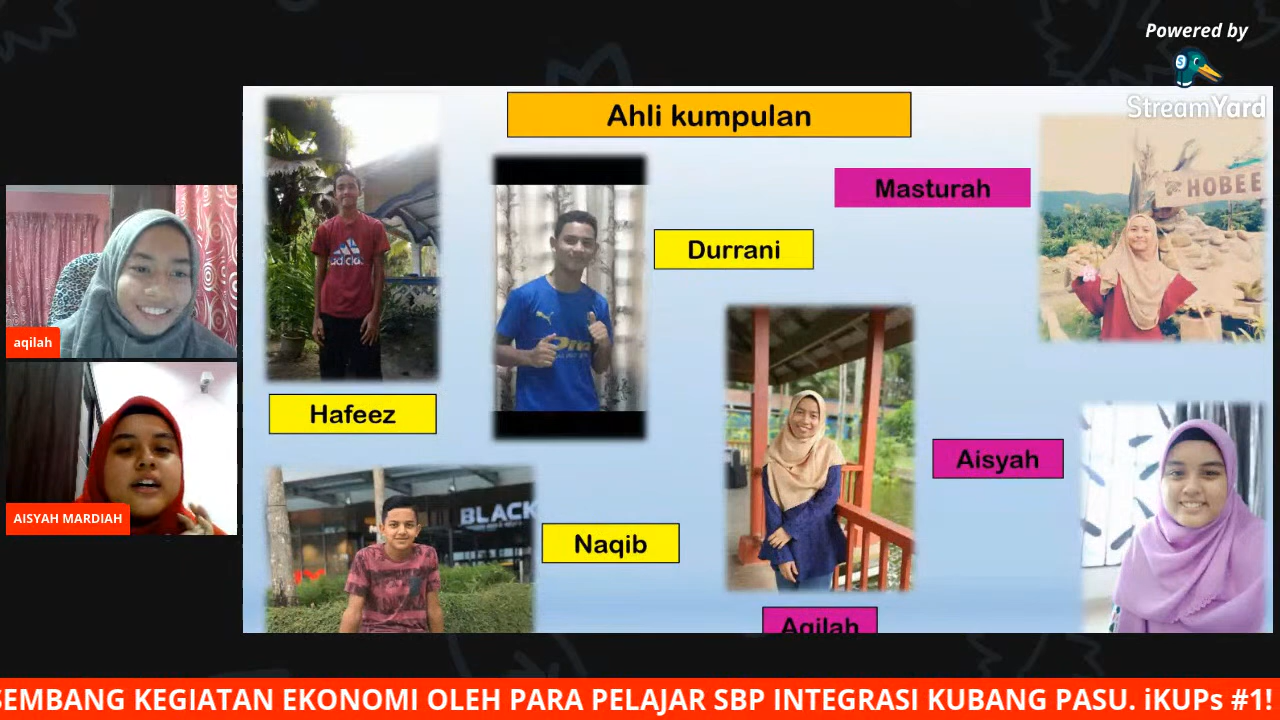 Powered by
StreamYard
Ahli kumpulan
Masturah
HOBEE
Durrani
adidas
aqilah
Hafeez
Aisyah
AISYAH MARDIAH
BLACK
Naqib
Aqilah
SEMBANG KEGIATAN EKONOMI OLEH PARA PELAJAR SBP INTEGRASI KUBANG PASU. iKUPs #1!